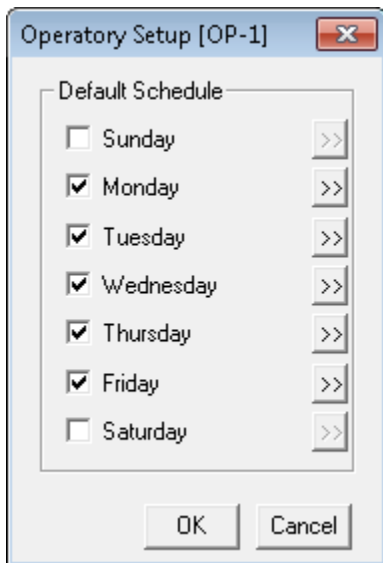 Operatory Setup [OP-1]
Default Schedule
Sunday >>
Monday >>
Tuesday >>
Wednesday >>
Thursday >>
Friday >>
Saturday >>
OK Cancel